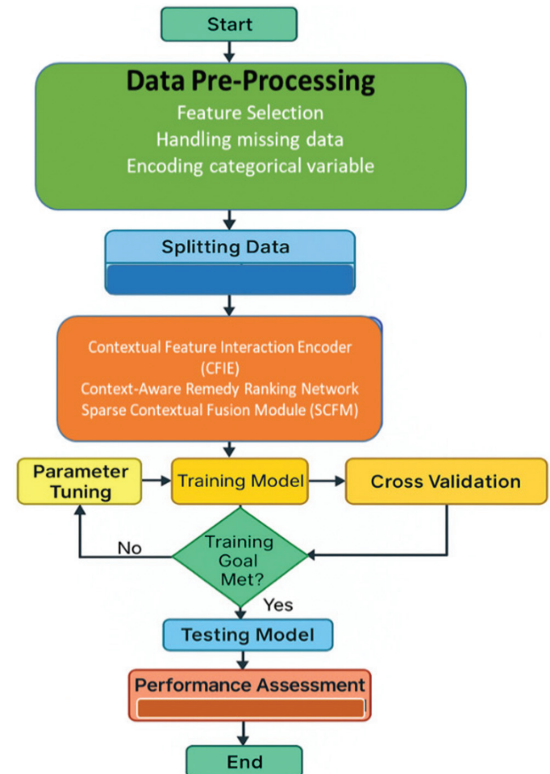 Start
Data Pre-Processing
Feature Selection
Handling missing data
Encoding categorical variable
Splitting Data
Contextual Feature Interaction Encoder
(CFIE)
Context-Aware Remedy Ranking Network
Sparse Contextual Fusion Module (SCFM)
Parameter
Tuning
Training Model
Cross Validation
Training
Goal
Met?
No
Yes
Testing Model
Performance Assessment
End